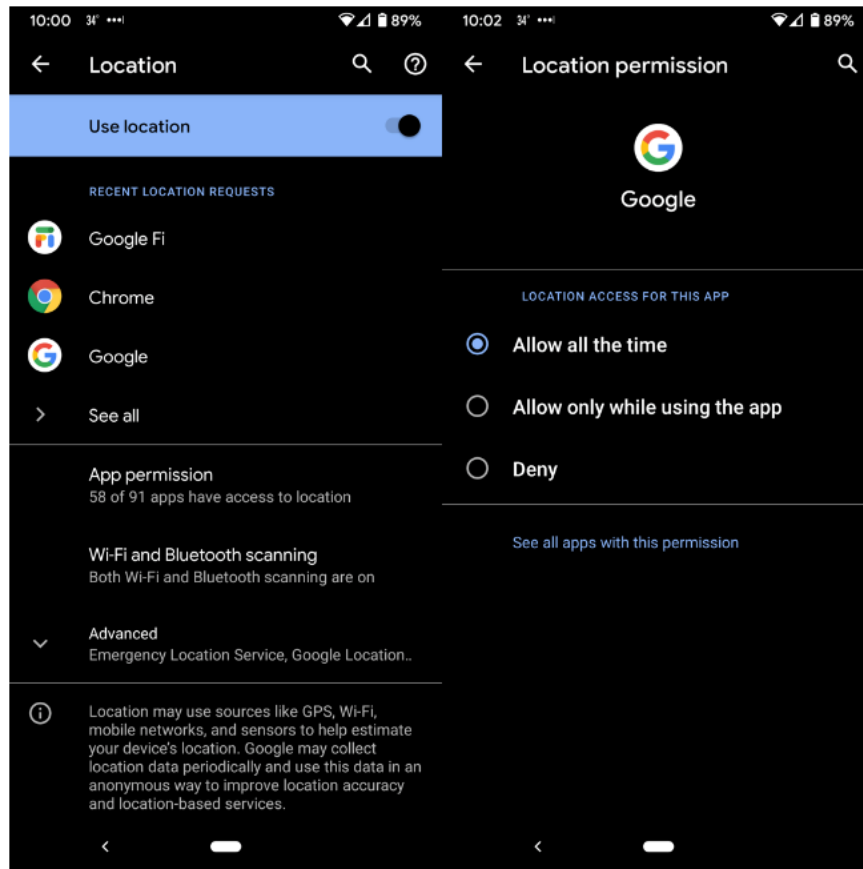 10:00 34° 89%
Location
Use location
RECENT LOCATION REQUESTS
Google Fi
Chrome
Google
See all
App permission
58 of 91 apps have access to location
Wi-Fi and Bluetooth scanning
Both Wi-Fi and Bluetooth scanning are on
Advanced
Emergency Location Service, Google Location..
Location may use sources like GPS, Wi-Fi,
mobile networks, and sensors to help estimate
your device's location. Google may collect
location data periodically and use this data in an
anonymous way to improve location accuracy
and location-based services.
10:02 34° 89%
Location permission
Google
LOCATION ACCESS FOR THIS APP
Allow all the time
Allow only while using the app
Deny
See all apps with this permission